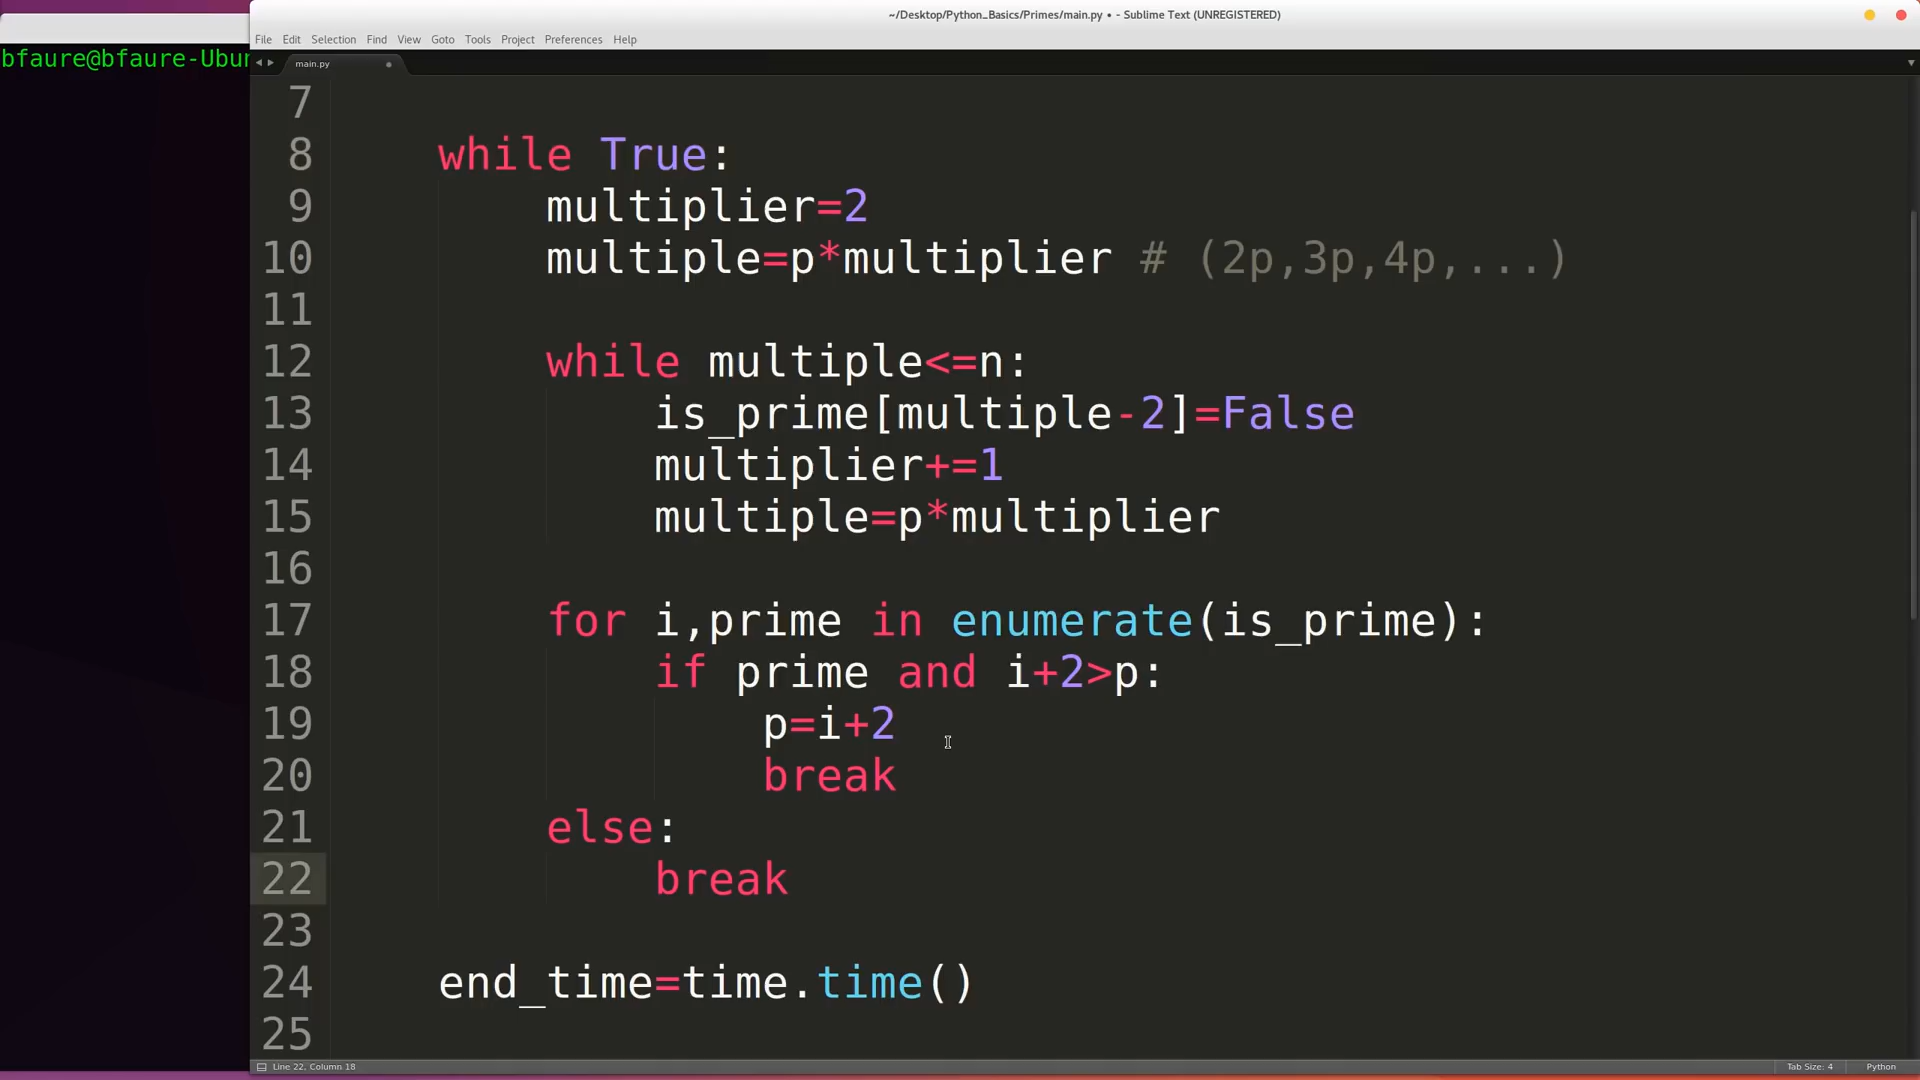 ~/Desktop/Python_Basics/Primes/main.py • - Sublime Text (UNREGISTERED)
File Edit Selection Find View Goto Tools Project Preferences Help
bfaure@bfaure-Ubun
main.py
7
8 while True:
9 multiplier=2
10 multiple=p*multiplier # (2p,3p,4p,...)
11
12 while multiple<=n:
13 is_prime[multiple-2]=False
14 multiplier+=1
15 multiple=p*multiplier
16
17 for i,prime in enumerate(is_prime):
18 if prime and i+2>p:
19 p=i+2
20 break
21 else:
22 break
23
24 end_time=time.time()
25
Line 22, Column 18
Tab Size: 4 Python